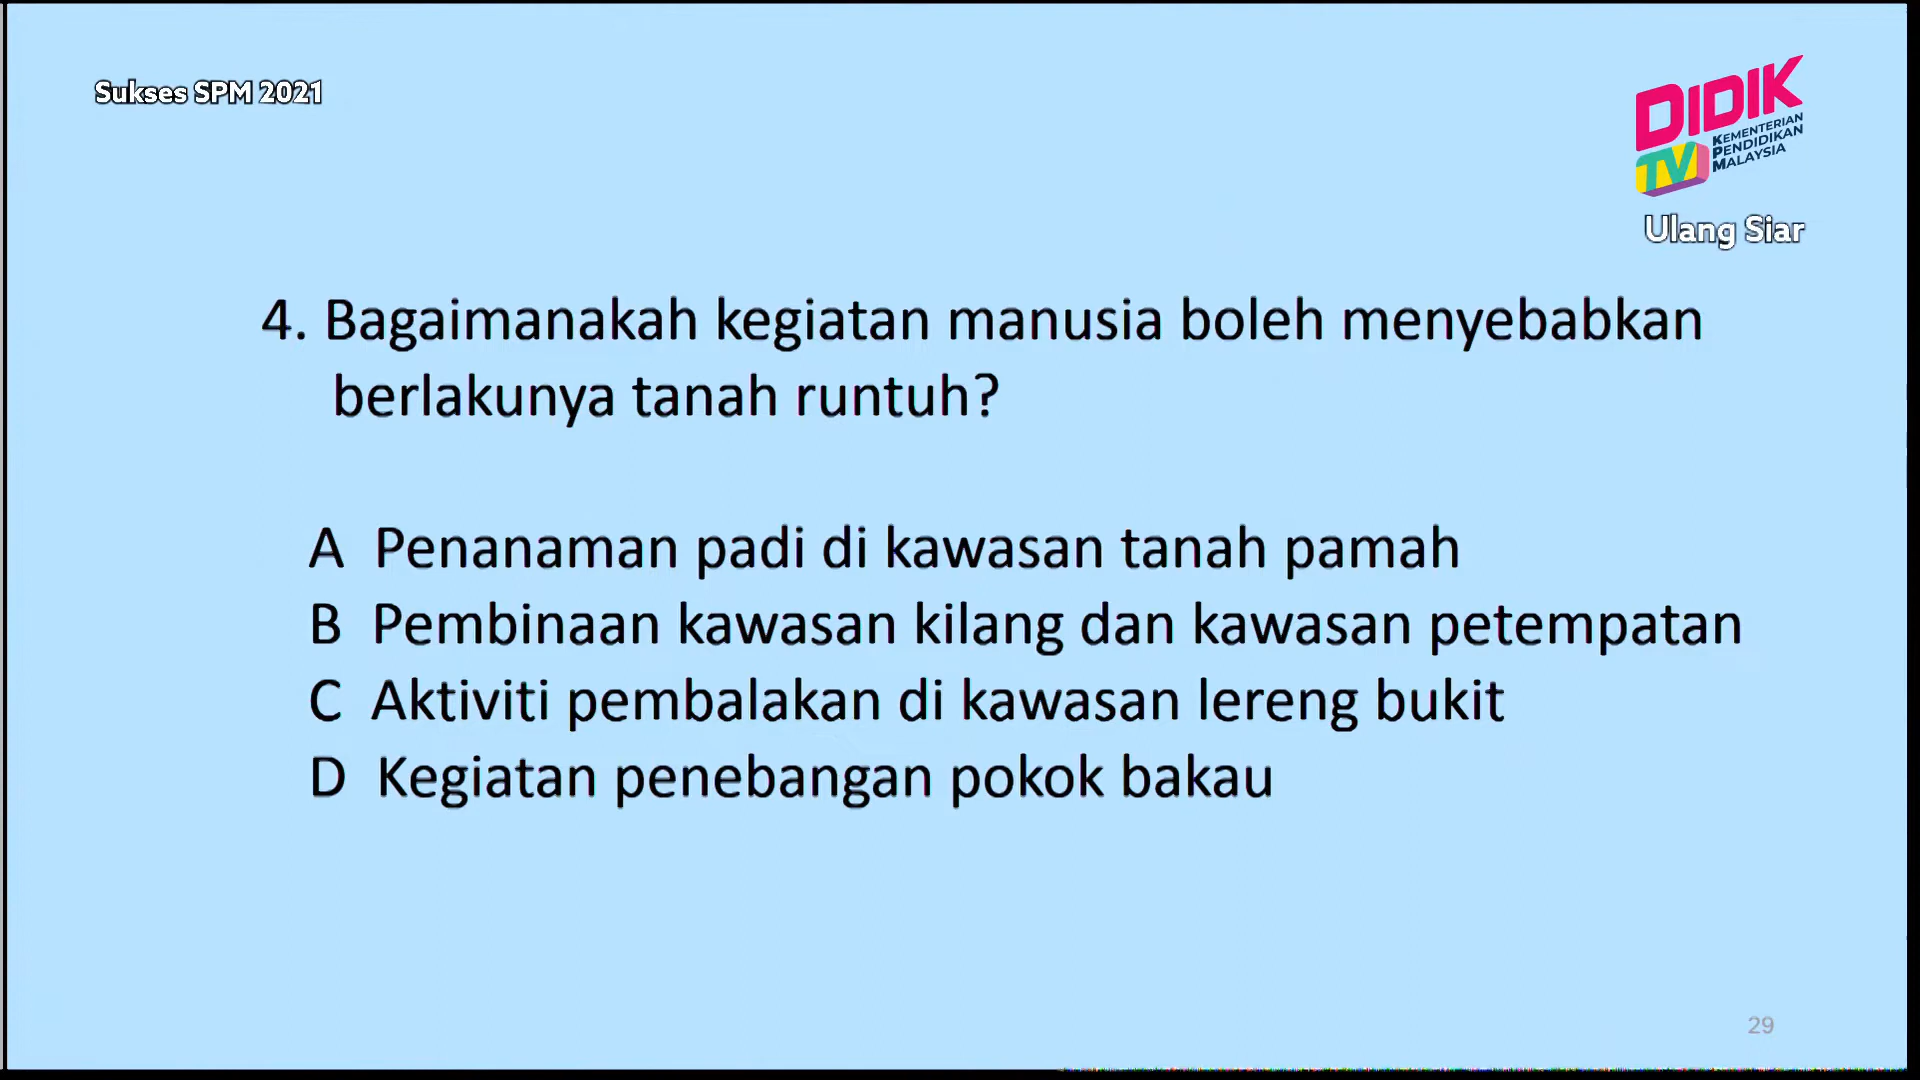 Sukses SPM 2021
DIDIK
TV
KEMENTERIAN
PENDIDIKAN
MALAYSIA
Ulang Siar
4. Bagaimanakah kegiatan manusia boleh menyebabkan
berlakunya tanah runtuh?
A Penanaman padi di kawasan tanah pamah
B Pembinaan kawasan kilang dan kawasan petempatan
C Aktiviti pembalakan di kawasan lereng bukit
D Kegiatan penebangan pokok bakau
29